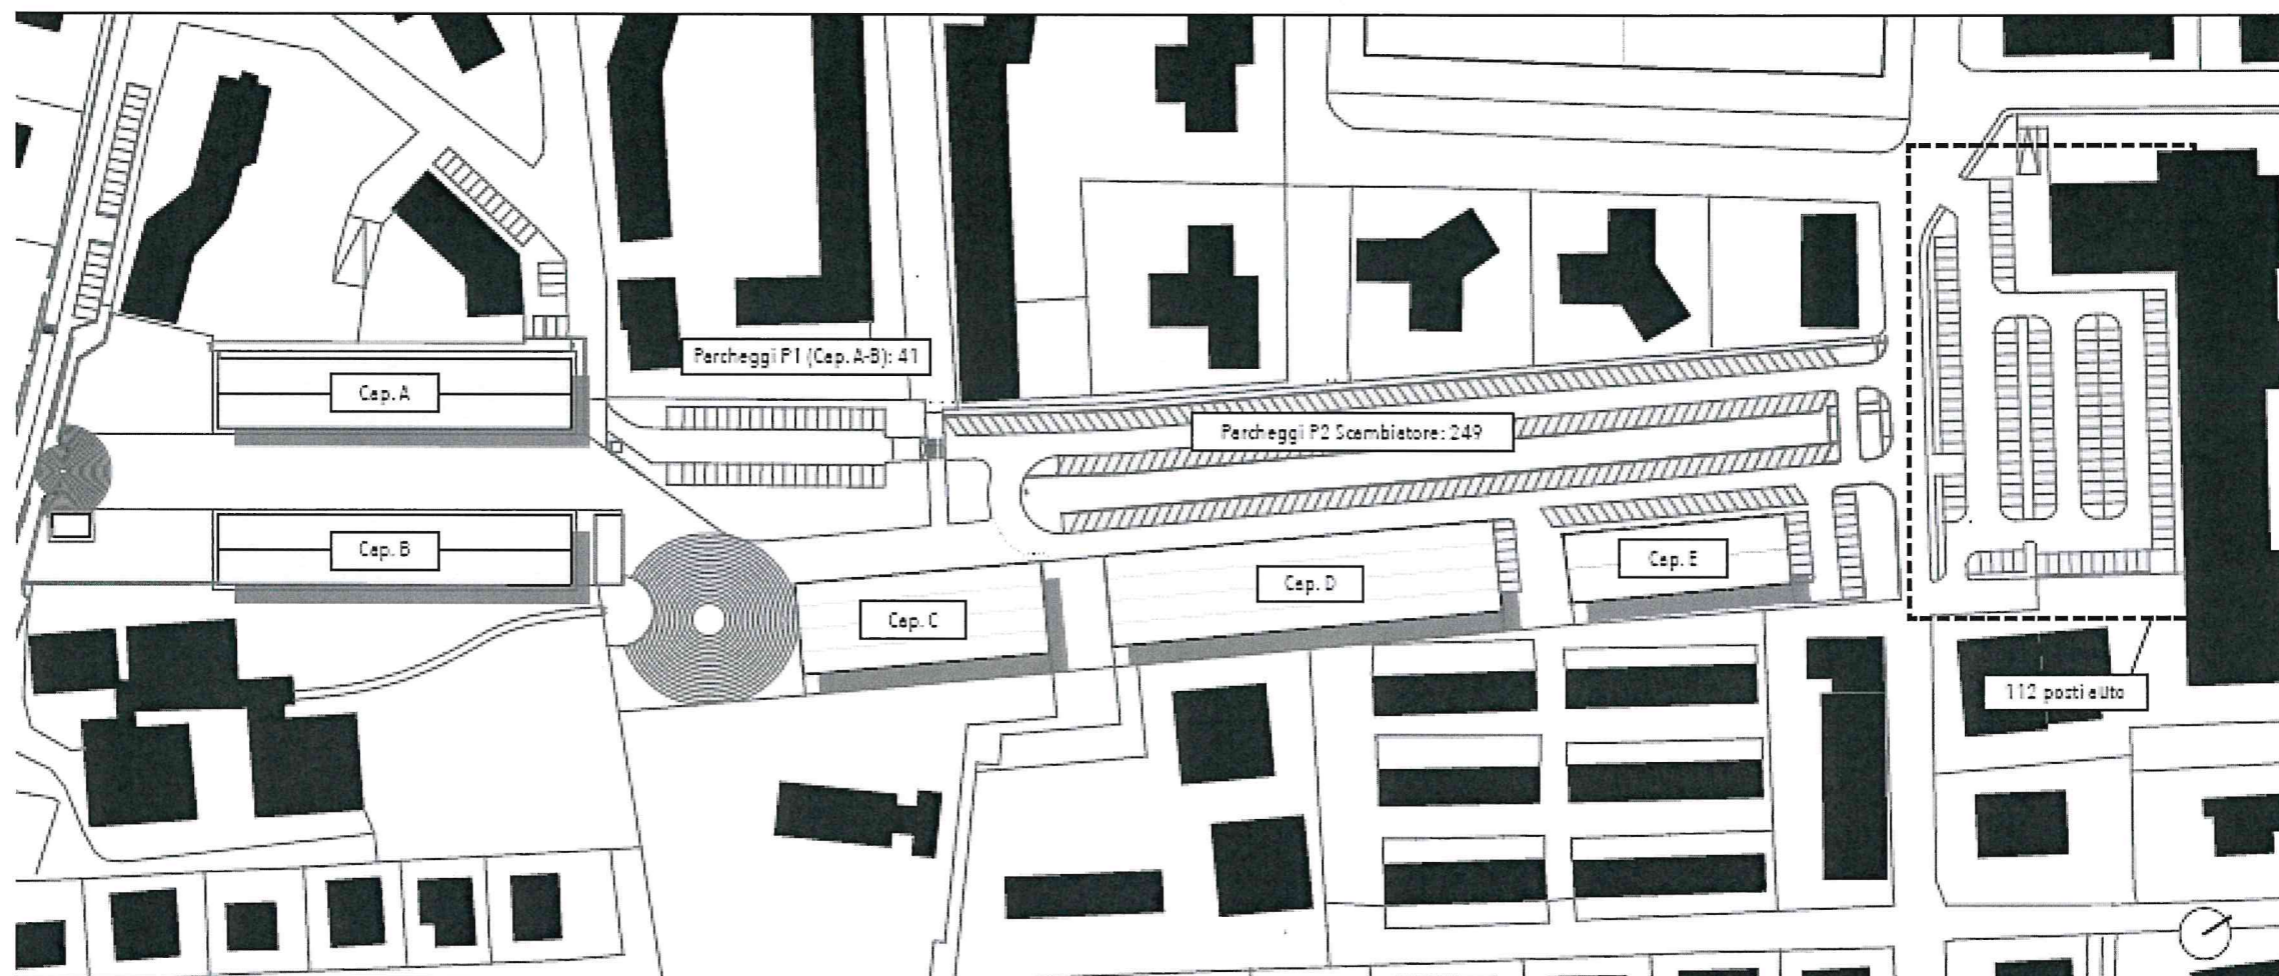 Parcheggi P1 (Cap. A-B): 41
Cap. A
Parcheggi P2 Scambiatore: 249
Cap. B
Cap. E
Cap. D
Cap. C
112 posti auto